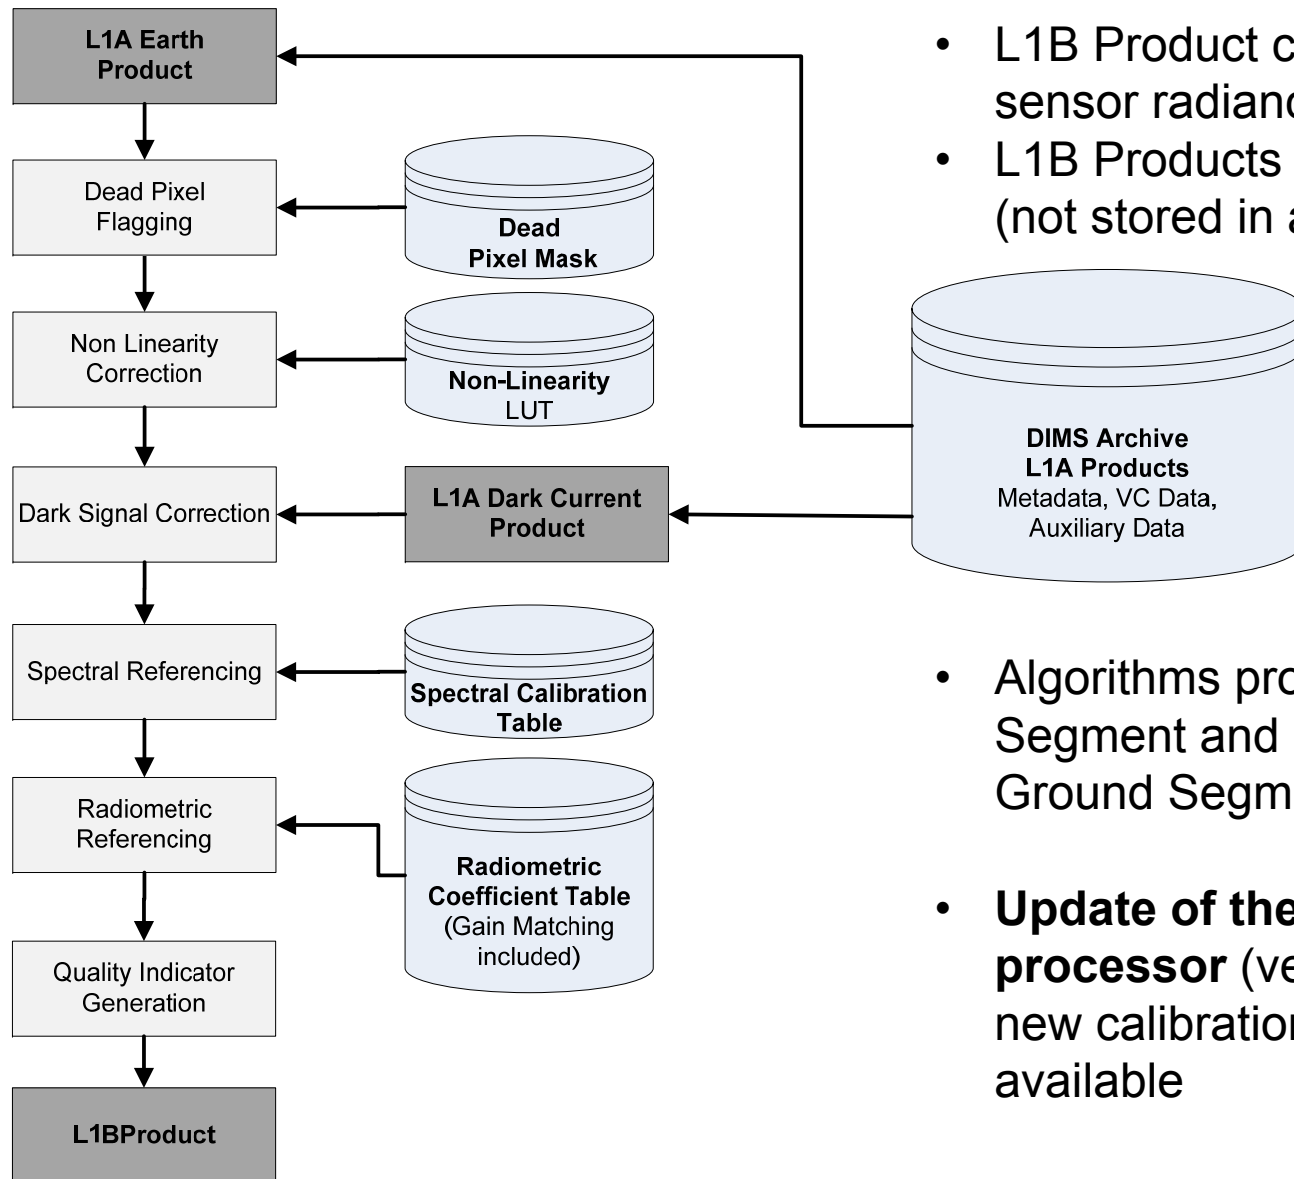 L1A Earth
Product
Dead Pixel
Flagging
Dead
Pixel Mask
Non Linearity
Correction
Non-Linearity
LUT
Dark Signal Correction
L1A Dark Current
Product
Spectral Referencing
Spectral Calibration
Table
Radiometric
Referencing
Radiometric
Coefficient Table
(Gain Matching
included)
Quality Indicator
Generation
L1BProduct
• L1B Product c
sensor radian
• L1B Products
(not stored in a
DIMS Archive
L1A Products
Metadata, VC Data,
Auxiliary Data
• Algorithms pro
Segment and
Ground Segm
• Update of the
processor (ve
new calibration
available